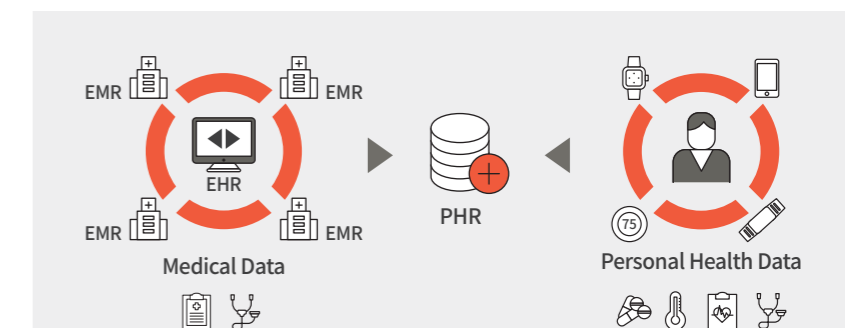 EMR
EMR
EHR
EMR
EMR
Medical Data
PHR
75
Personal Health Data